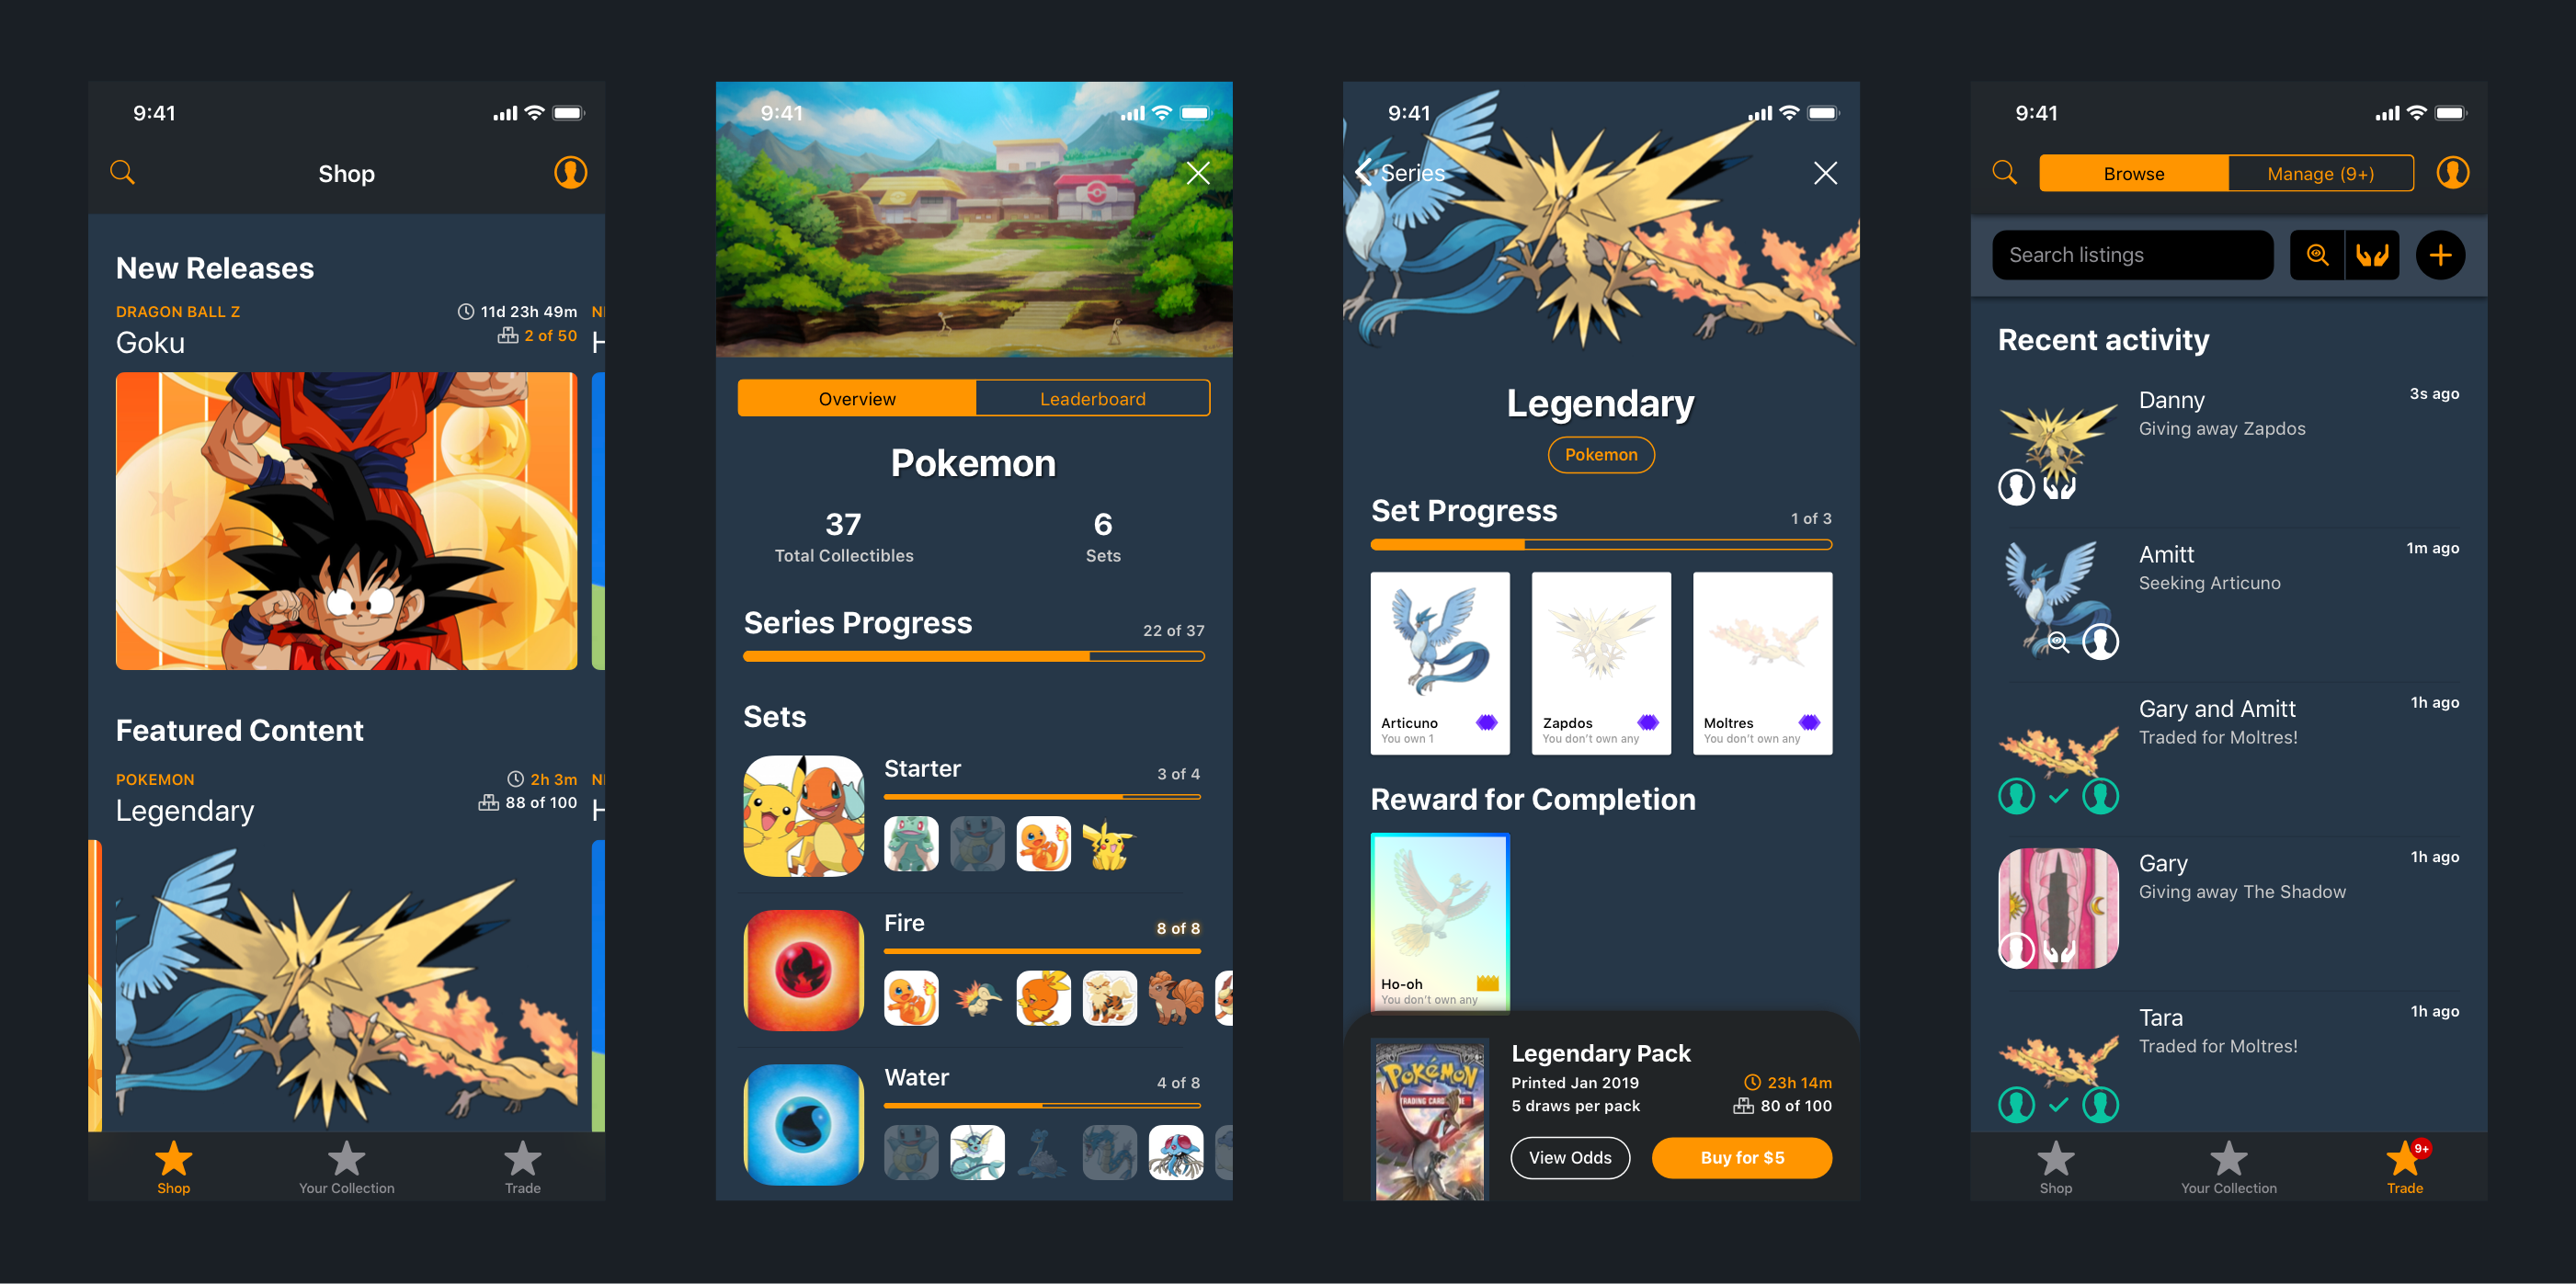 9:41
Shop
New Releases
DRAGON BALL Z
11d 23h 49m
Goku
2 of 50
Featured Content
POKEMON
2h 3m
Legendary
88 of 100
Shop
Your Collection
Trade
9:41
Overview
Leaderboard
Pokemon
37
6
Total Collectibles
Sets
Series Progress
22 of 37
Sets
Starter
3 of 4
Fire
8 of 8
Water
4 of 8
9:41
Series
Legendary
Pokemon
Set Progress
1 of 3
Articuno
You own 1
Zapdos
You don't own any
Moltres
You don't own any
Reward for Completion
Ho-oh
You don't own any
POKéMON
TRADING CARD
Legendary Pack
Printed Jan 2019
23h 14m
5 draws per pack
80 of 100
View Odds
Buy for $5
9:41
Browse
Manage (9+)
Search listings
Recent activity
Danny
3s ago
Giving away Zapdos
Amitt
1m ago
Seeking Articuno
Gary and Amitt
1h ago
Traded for Moltres!
Gary
1h ago
Giving away The Shadow
Tara
1h ago
Traded for Moltres!
9+
Shop
Your Collection
Trade